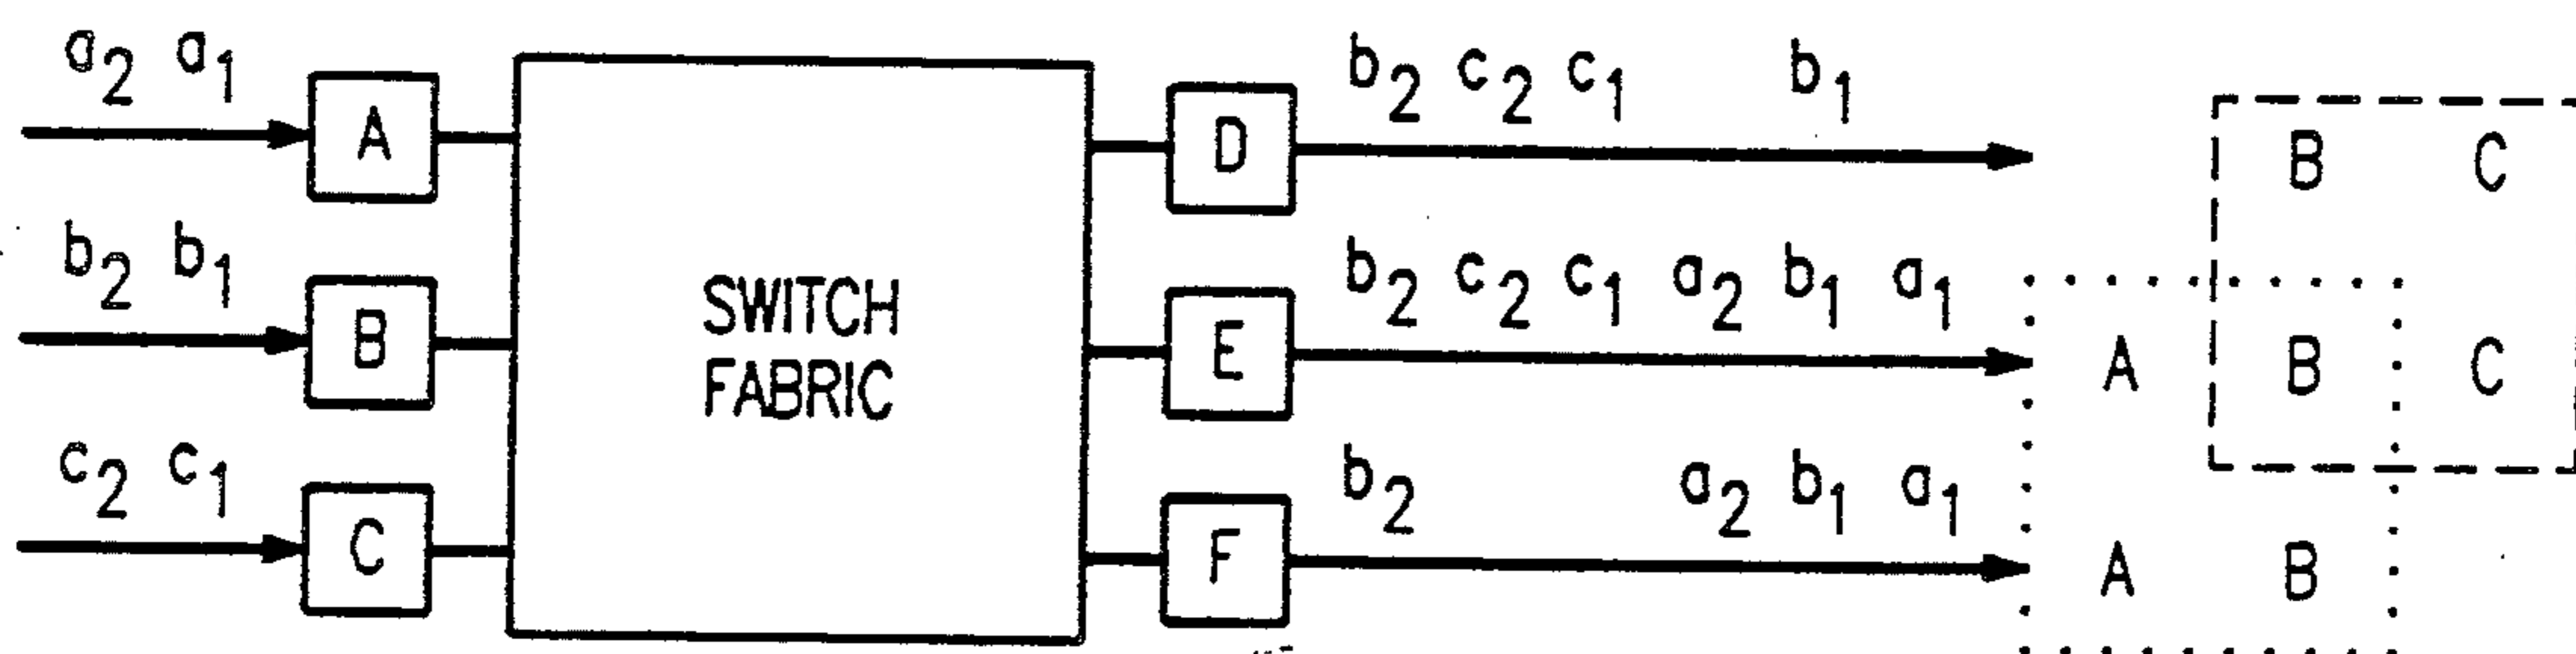 a2 a1 A D b2 c2 c1 b1 B C
b2 b1 B SWITCH E b2 c2 c1 a2 b1 a1 A B C
FABRIC
c2 c1 C F b2 a2 b1 a1 A B